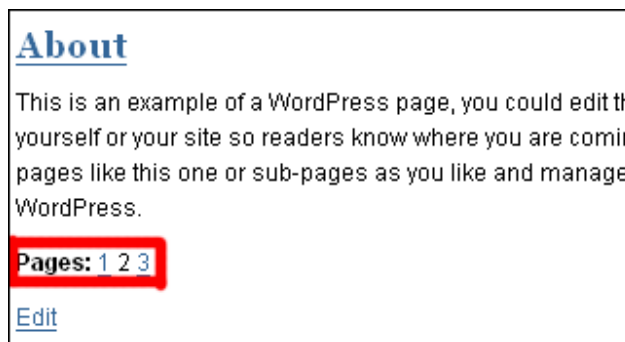 About
This is an example of a WordPress page, you could edit th
yourself or your site so readers know where you are comin
pages like this one or sub-pages as you like and manage
WordPress.
Pages: 1 2 3
Edit